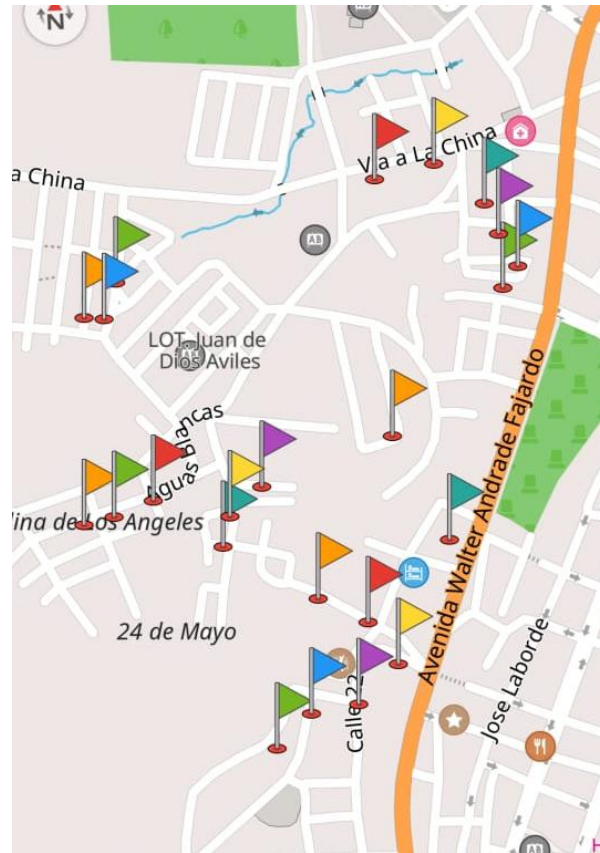 N
Vía a La China
a China
LOT. Juan de
Dios Aviles
Aguas Blancas
lina de Los Angeles
24 de Mayo
Avenida Walter Andrade Fajardo
Jose Laborde
Calle 22
H